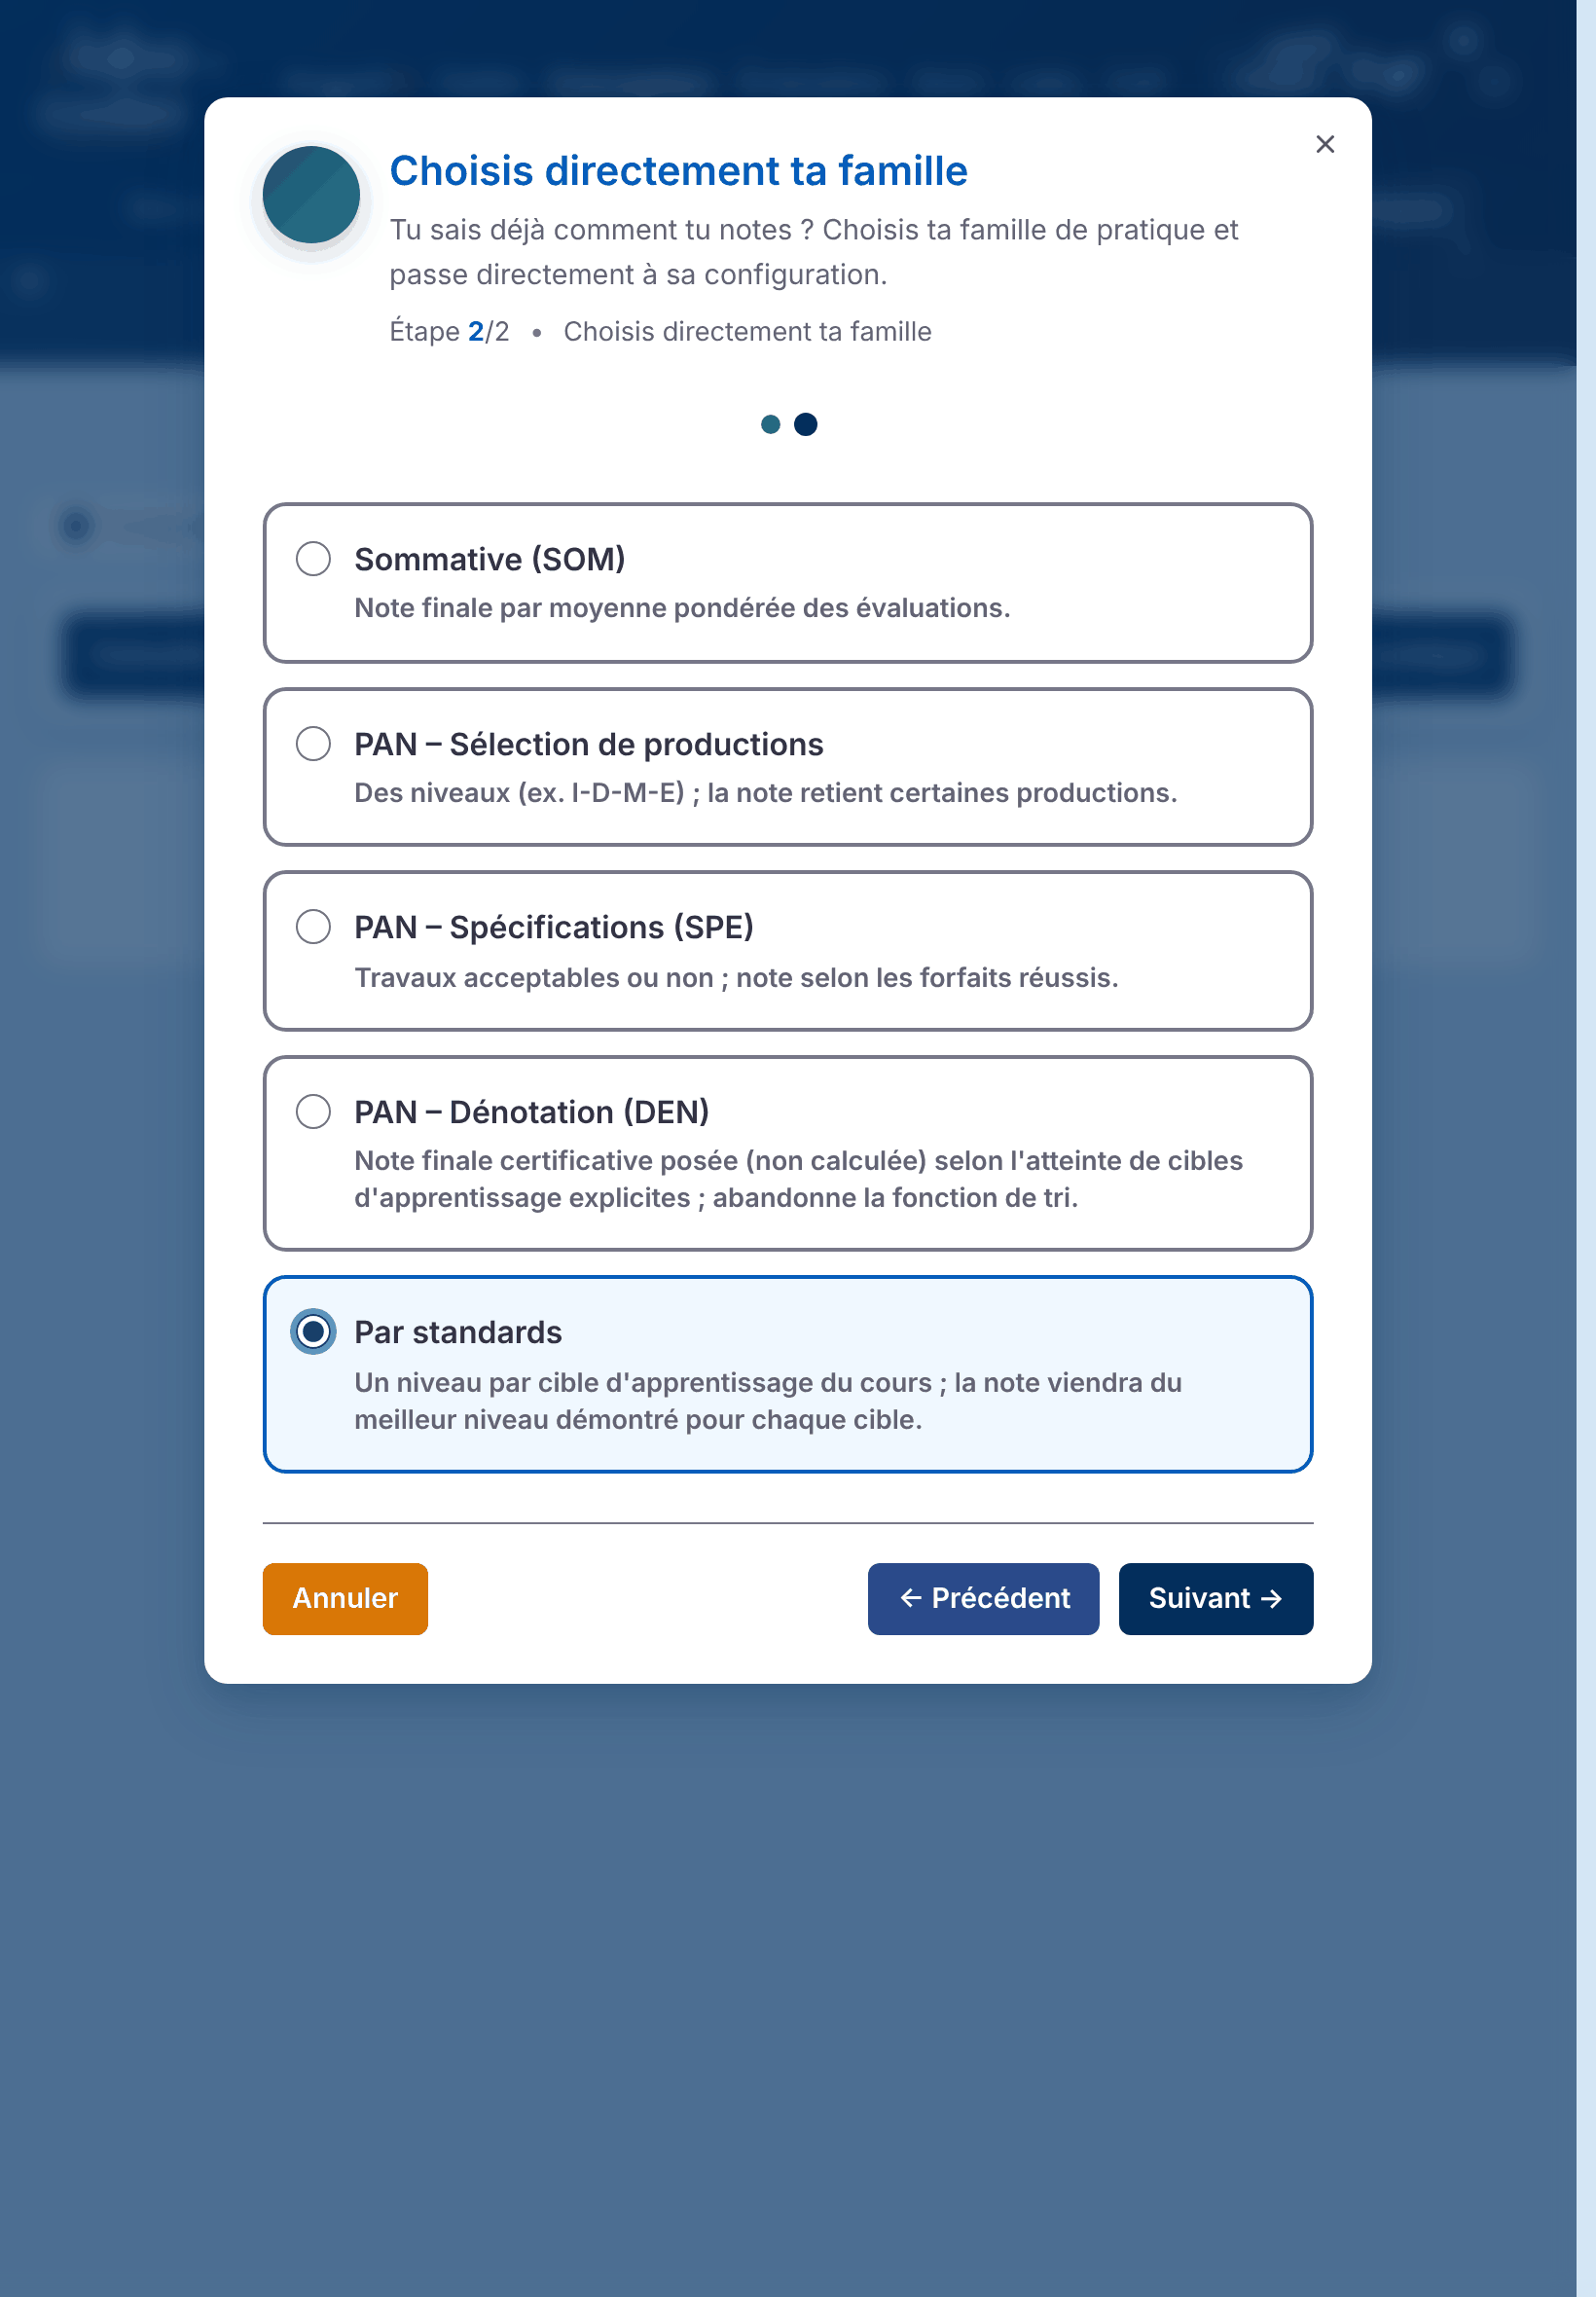 Choisis directement ta famille
Tu sais déjà comment tu notes ? Choisis ta famille de pratique et
passe directement à sa configuration.
Étape 2/2 • Choisis directement ta famille
Sommative (SOM)
Note finale par moyenne pondérée des évaluations.
PAN – Sélection de productions
Des niveaux (ex. I-D-M-E) ; la note retient certaines productions.
PAN – Spécifications (SPE)
Travaux acceptables ou non ; note selon les forfaits réussis.
PAN – Dénotation (DEN)
Note finale certificative posée (non calculée) selon l'atteinte de cibles
d'apprentissage explicites ; abandonne la fonction de tri.
Par standards
Un niveau par cible d'apprentissage du cours ; la note viendra du
meilleur niveau démontré pour chaque cible.
Annuler
← Précédent
Suivant →